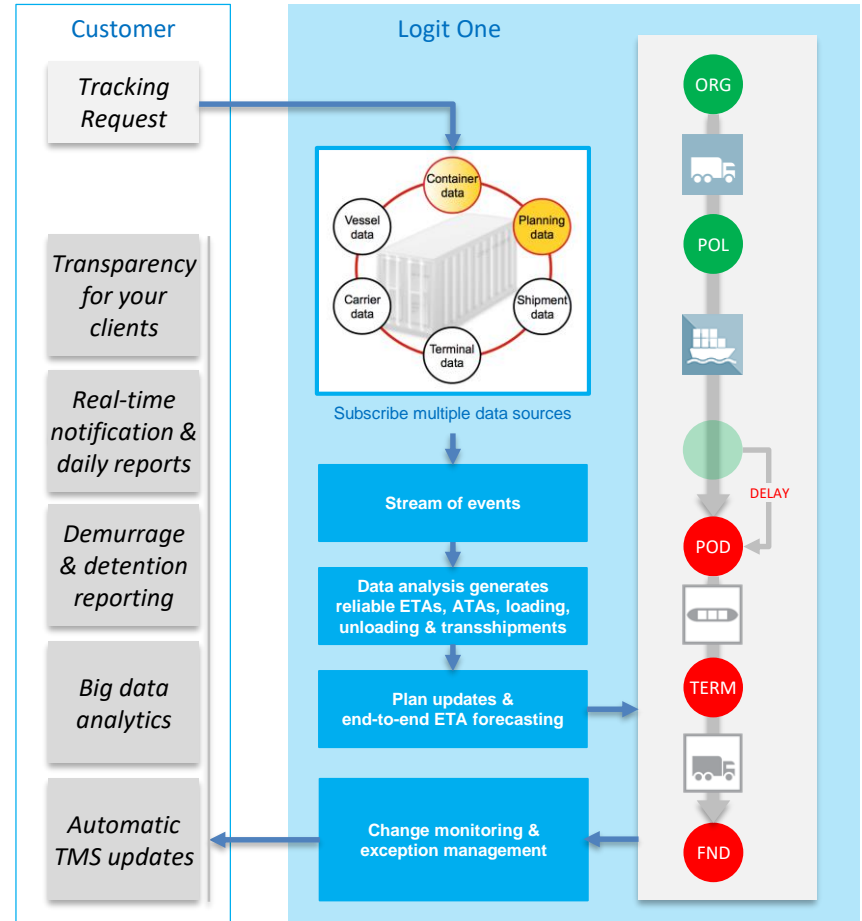 Customer
Tracking
Request
Transparency
for your
clients
Real-time
notification &
daily reports
Demurrage
& detention
reporting
Big data
analytics
Automatic
TMS updates
Logit One
Container
data
Vessel
data
Planning
data
Carrier
data
Shipment
data
Terminal
data
Subscribe multiple data sources
Stream of events
Data analysis generates
reliable ETAs, ATAs, loading,
unloading & transshipments
Plan updates &
end-to-end ETA forecasting
Change monitoring &
exception management
ORG
POL
DELAY
POD
TERM
FND